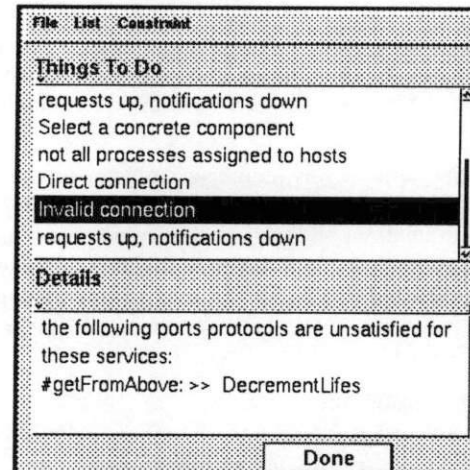 File List Constraint
Things To Do
requests up, notifications down
Select a concrete component
not all processes assigned to hosts
Direct connection
Invalid connection
requests up, notifications down
Details
the following ports protocols are unsatisfied for
these services:
#getFromAbove: >> DecrementLifes
Done